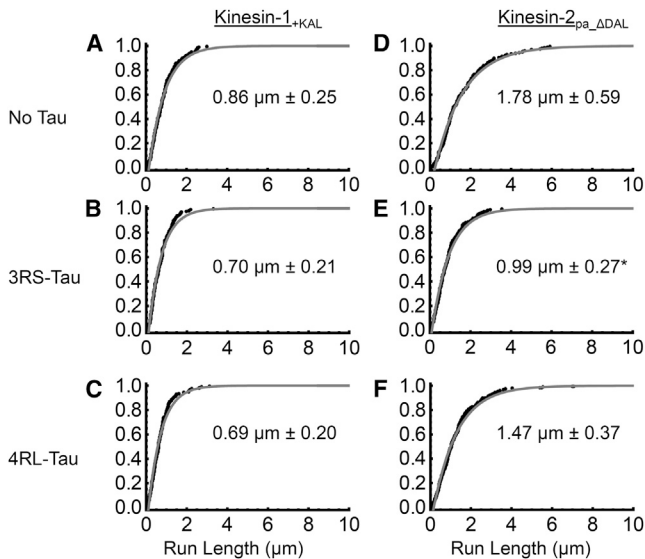 Kinesin-1+KAL
Kinesin-2pa_ΔDAL
No Tau
A
1.0
0.8
0.6
0.4
0.2
0.0
0.86 µm ± 0.25
0 2 4 6 8 10
D
1.0
0.8
0.6
0.4
0.2
0.0
1.78 µm ± 0.59
0 2 4 6 8 10
3RS-Tau
B
1.0
0.8
0.6
0.4
0.2
0.0
0.70 µm ± 0.21
0 2 4 6 8 10
E
1.0
0.8
0.6
0.4
0.2
0.0
0.99 µm ± 0.27*
0 2 4 6 8 10
4RL-Tau
C
1.0
0.8
0.6
0.4
0.2
0.0
0.69 µm ± 0.20
0 2 4 6 8 10
Run Length (µm)
F
1.0
0.8
0.6
0.4
0.2
0.0
1.47 µm ± 0.37
0 2 4 6 8 10
Run Length (µm)